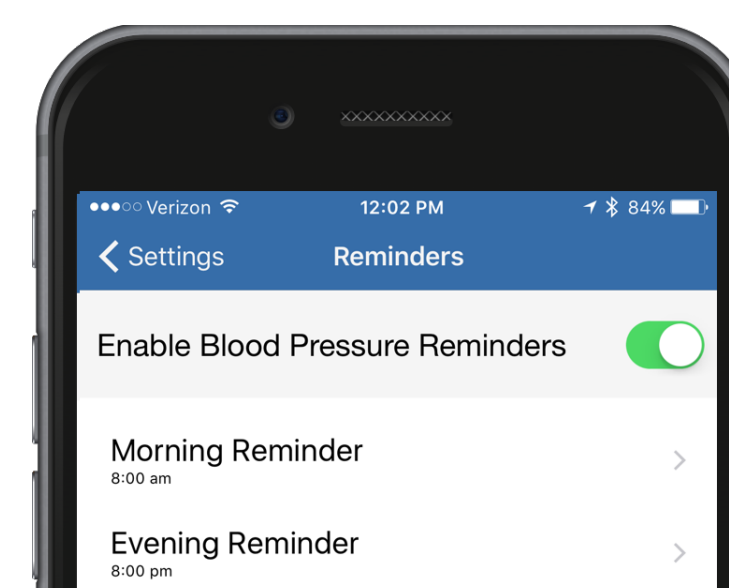 Verizon 12:02 PM 84%
Settings Reminders
Enable Blood Pressure Reminders
Morning Reminder
8:00 am
Evening Reminder
8:00 pm